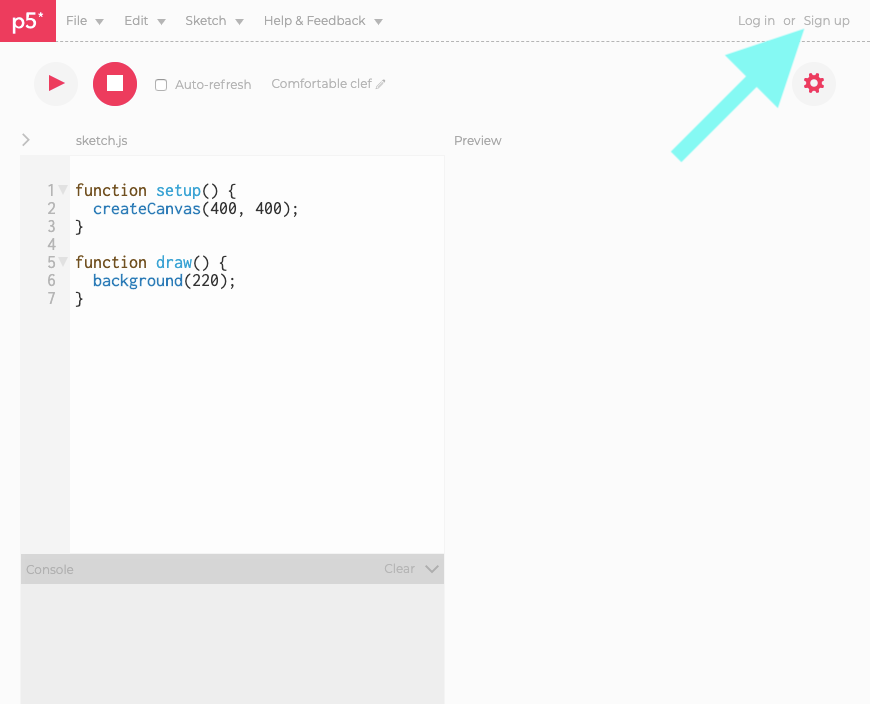 p5* File Edit Sketch Help & Feedback Log in or Sign up
Auto-refresh Comfortable clef
sketch.js Preview
1 function setup() {
2 createCanvas(400, 400);
3 }
4
5 function draw() {
6 background(220);
7 }
Console Clear